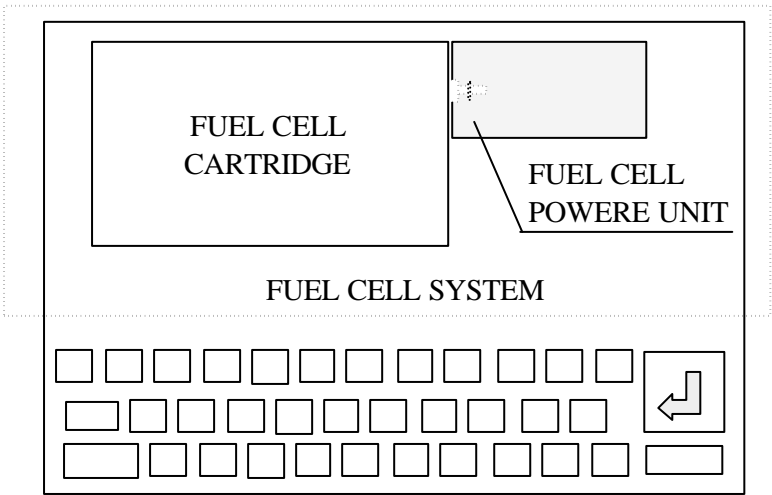 FUEL CELL
CARTRIDGE
FUEL CELL
POWERE UNIT
FUEL CELL SYSTEM